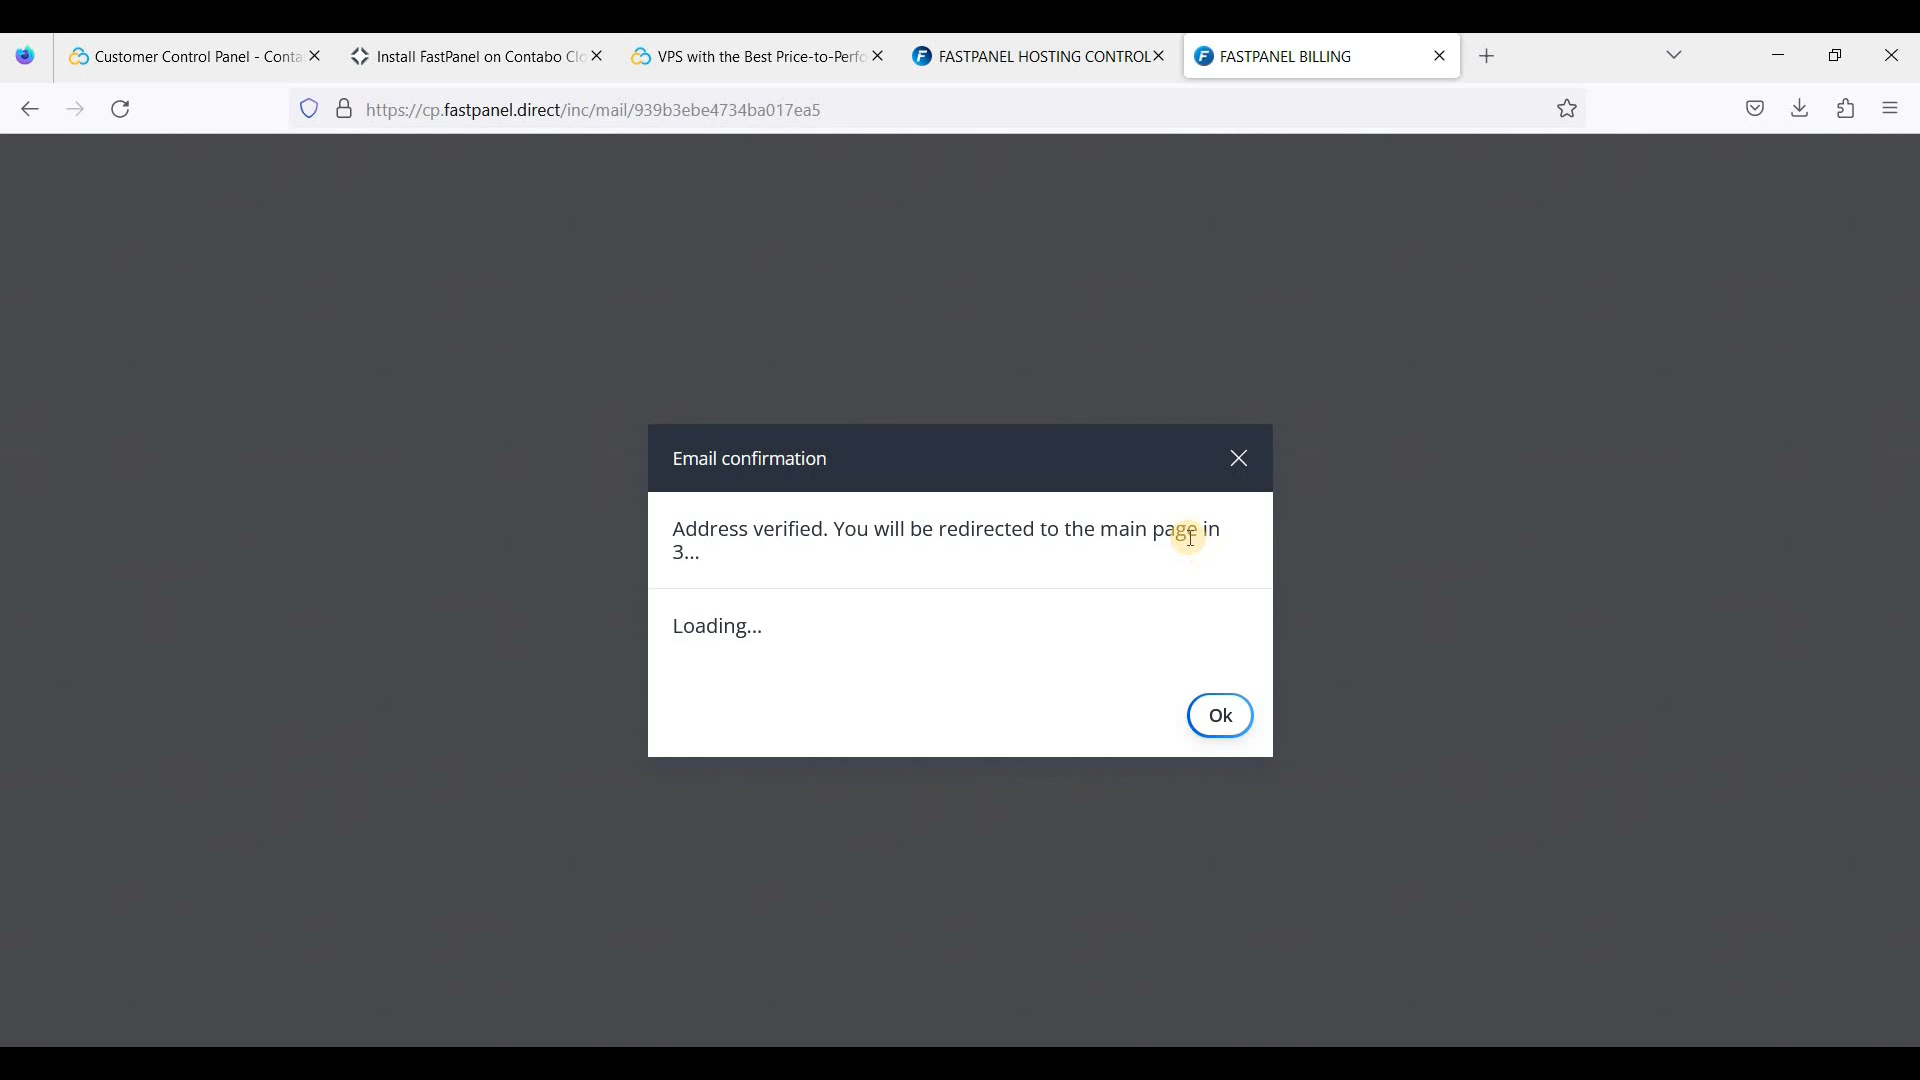 Customer Control Panel - Conta
Install FastPanel on Contabo Clo
VPS with the Best Price-to-Perfo
FASTPANEL HOSTING CONTROL
FASTPANEL BILLING
https://cp.fastpanel.direct/inc/mail/939b3ebe4734ba017ea5
Email confirmation
Address verified. You will be redirected to the main page in
3...
Loading...
Ok